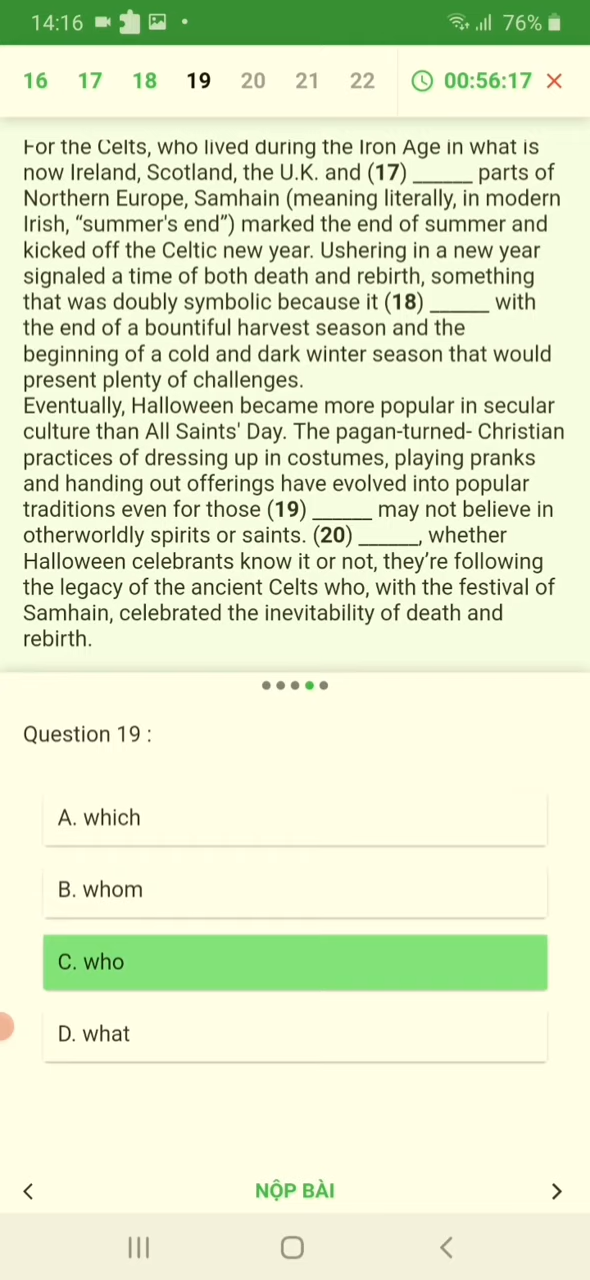 14:16 76%
16 17 18 19 20 21 22 00:56:17
For the Celts, who lived during the Iron Age in what is
now Ireland, Scotland, the U.K. and (17) ______ parts of
Northern Europe, Samhain (meaning literally, in modern
Irish, “summer's end”) marked the end of summer and
kicked off the Celtic new year. Ushering in a new year
signaled a time of both death and rebirth, something
that was doubly symbolic because it (18) ______ with
the end of a bountiful harvest season and the
beginning of a cold and dark winter season that would
present plenty of challenges.
Eventually, Halloween became more popular in secular
culture than All Saints' Day. The pagan-turned- Christian
practices of dressing up in costumes, playing pranks
and handing out offerings have evolved into popular
traditions even for those (19) ______ may not believe in
otherworldly spirits or saints. (20) ______, whether
Halloween celebrants know it or not, they’re following
the legacy of the ancient Celts who, with the festival of
Samhain, celebrated the inevitability of death and
rebirth.
Question 19 :
A. which
B. whom
C. who
D. what
NỘP BÀI